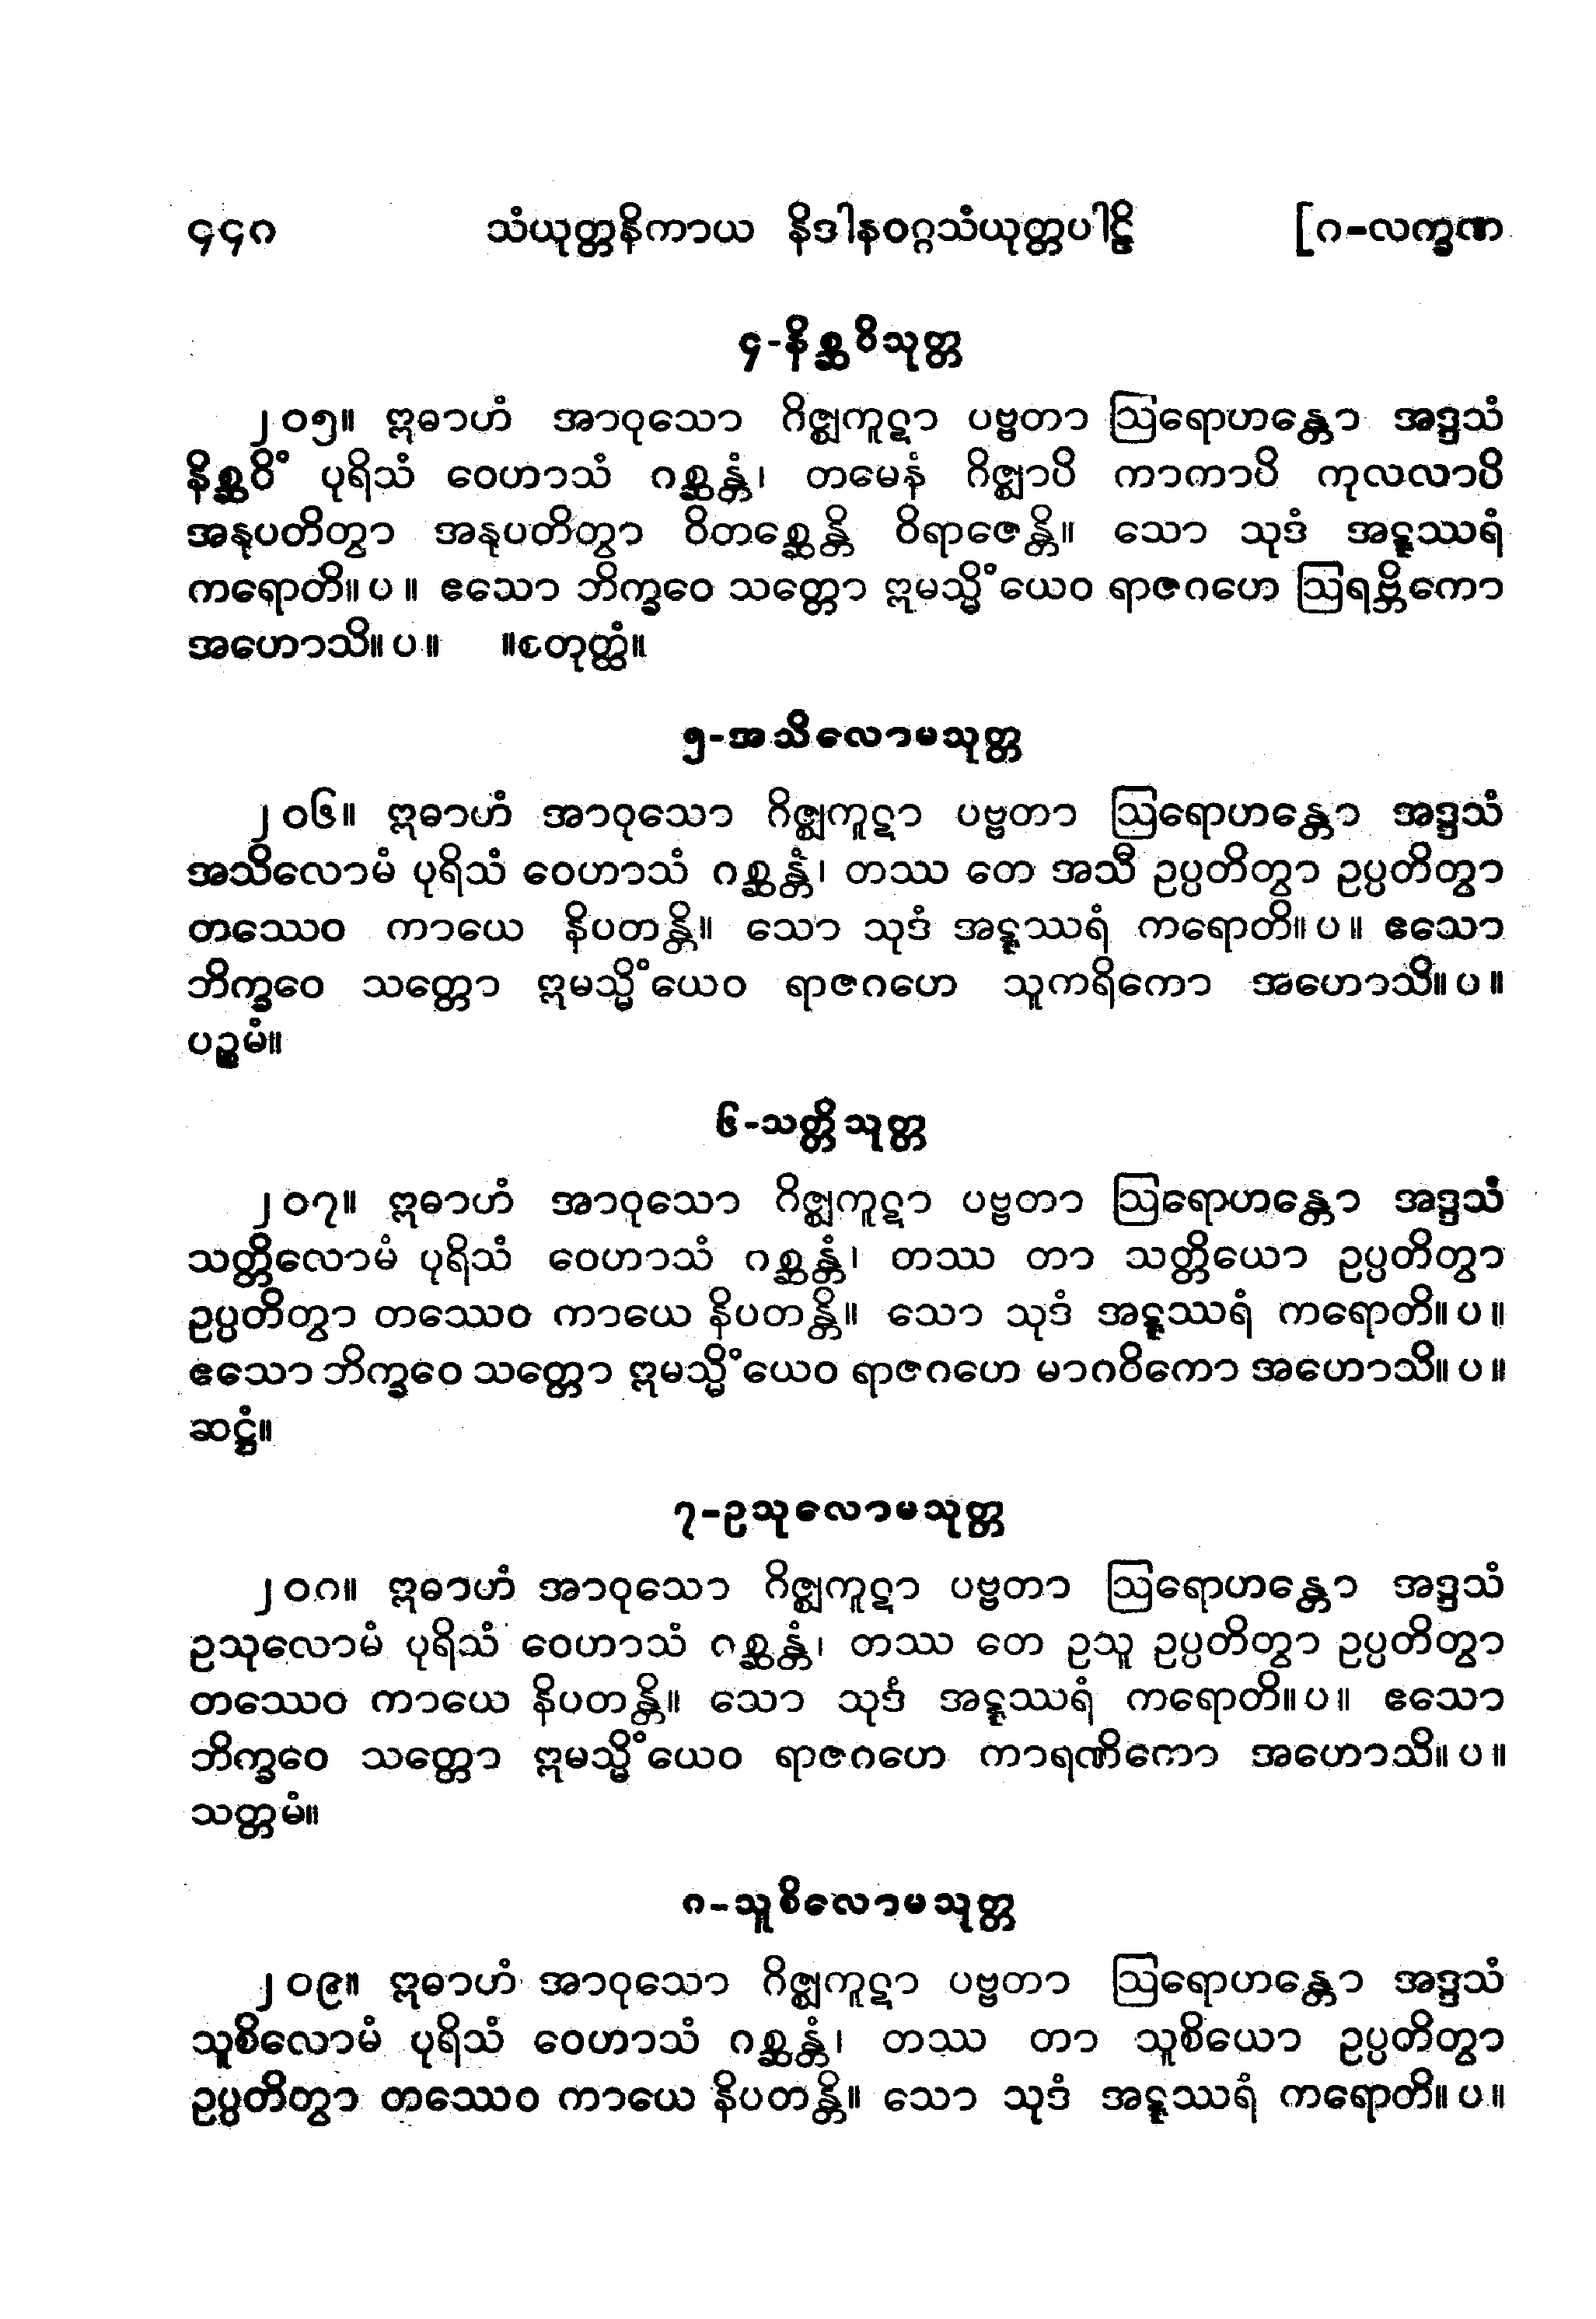 ၄၄၈ သံယုတ္တနိကာယ နိဒါနဝဂ္ဂသံယုတ္တပါဠိ [၈-လက္ခဏ
၄-နိစ္ဆဝိသုတ္တ
၂၀၅။ ဣဓာဟံ အာဝုသော ဂိဇ္ဈကူဋာ ပဗ္ဗတာ ဩရောဟန္တော အဒ္ဒသံ
နိစ္ဆဝိံ ပုရိသံ ဝေဟာသံ ဂစ္ဆန္တံ၊ တမေနံ ဂိဇ္ဈာပိ ကာကာပိ ကုလလာပိ
အနုပတိတွာ အနုပတိတွာ ဝိတစ္ဆေန္တိ ဝိရာဇေန္တိ။ သော သုဒံ အဋ္ဋဿရံ
ကရောတိ။ ပ ။ ဧသော ဘိက္ခဝေ သတ္တော ဣမသ္မိံယေဝ ရာဇဂဟေ ဩရဗ္ဘိကော
အဟောသိ။ ပ ။ ။စတုတ္ထံ။
၅-အသိလောမသုတ္တ
၂၀၆။ ဣဓာဟံ အာဝုသော ဂိဇ္ဈကူဋာ ပဗ္ဗတာ ဩရောဟန္တော အဒ္ဒသံ
အသိလောမံ ပုရိသံ ဝေဟာသံ ဂစ္ဆန္တံ၊ တဿ တေ အသီ ဥပ္ပတိတွာ ဥပ္ပတိတွာ
တဿေဝ ကာယေ နိပတန္တိ။ သော သုဒံ အဋ္ဋဿရံ ကရောတိ။ ပ ။ ဧသော
ဘိက္ခဝေ သတ္တော ဣမသ္မိံယေဝ ရာဇဂဟေ သူကရိကော အဟောသိ။ ပ ။
ပဉ္စမံ။
၆-သတ္တိသုတ္တ
၂၀၇။ ဣဓာဟံ အာဝုသော ဂိဇ္ဈကူဋာ ပဗ္ဗတာ ဩရောဟန္တော အဒ္ဒသံ
သတ္တိလောမံ ပုရိသံ ဝေဟာသံ ဂစ္ဆန္တံ၊ တဿ တာ သတ္တိယော ဥပ္ပတိတွာ
ဥပ္ပတိတွာ တဿေဝ ကာယေ နိပတန္တိ။ သော သုဒံ အဋ္ဋဿရံ ကရောတိ။ ပ ။
ဧသော ဘိက္ခဝေ သတ္တော ဣမသ္မိံယေဝ ရာဇဂဟေ မာဂဝိကော အဟောသိ။ ပ ။
ဆဋ္ဌံ။
၇-ဥသုလောမသုတ္တ
၂၀၈။ ဣဓာဟံ အာဝုသော ဂိဇ္ဈကူဋာ ပဗ္ဗတာ ဩရောဟန္တော အဒ္ဒသံ
ဥသုလောမံ ပုရိသံ ဝေဟာသံ ဂစ္ဆန္တံ၊ တဿ တေ ဥသူ ဥပ္ပတိတွာ ဥပ္ပတိတွာ
တဿေဝ ကာယေ နိပတန္တိ။ သော သုဒံ အဋ္ဋဿရံ ကရောတိ။ ပ ။ ဧသော
ဘိက္ခဝေ သတ္တော ဣမသ္မိံယေဝ ရာဇဂဟေ ကာရဏိကော အဟောသိ။ ပ ။
သတ္တမံ။
၈-သူစိလောမသုတ္တ
၂၀၉။ ဣဓာဟံ အာဝုသော ဂိဇ္ဈကူဋာ ပဗ္ဗတာ ဩရောဟန္တော အဒ္ဒသံ
သူစိလောမံ ပုရိသံ ဝေဟာသံ ဂစ္ဆန္တံ၊ တဿ တာ သူစိယော ဥပ္ပတိတွာ
ဥပ္ပတိတွာ တဿေဝ ကာယေ နိပတန္တိ။ သော သုဒံ အဋ္ဋဿရံ ကရောတိ။ ပ ။